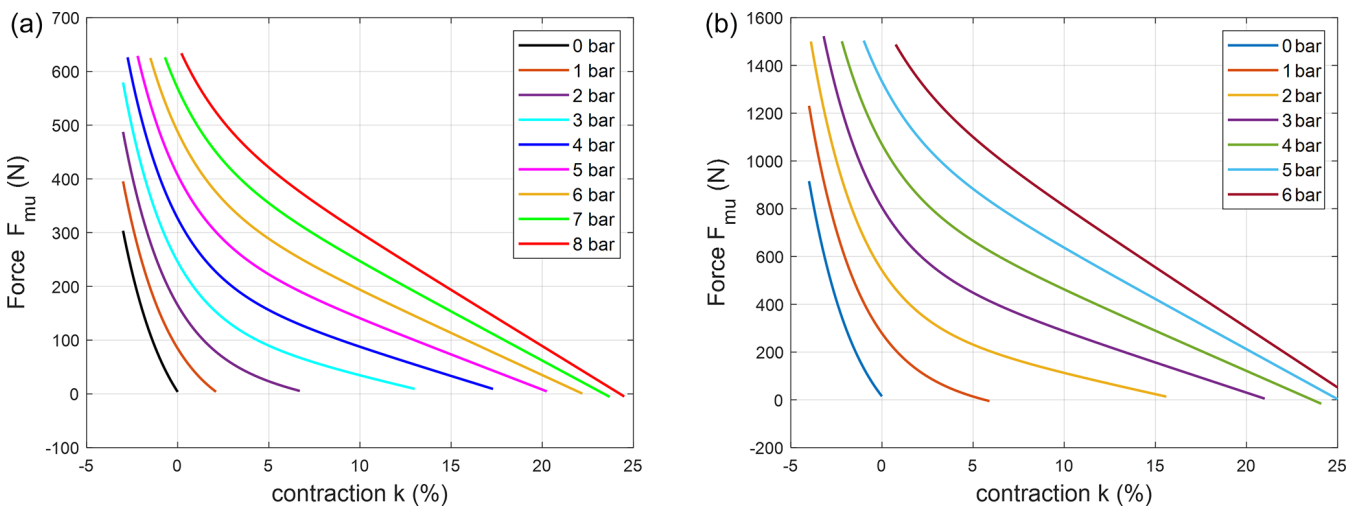 (a)
700
600
500
400
300
200
100
0
-100
Force F_mu (N)
-5 0 5 10 15 20 25
contraction k (%)
0 bar
1 bar
2 bar
3 bar
4 bar
5 bar
6 bar
7 bar
8 bar
(b)
1600
1400
1200
1000
800
600
400
200
0
-200
Force F_mu (N)
-5 0 5 10 15 20 25
contraction k (%)
0 bar
1 bar
2 bar
3 bar
4 bar
5 bar
6 bar